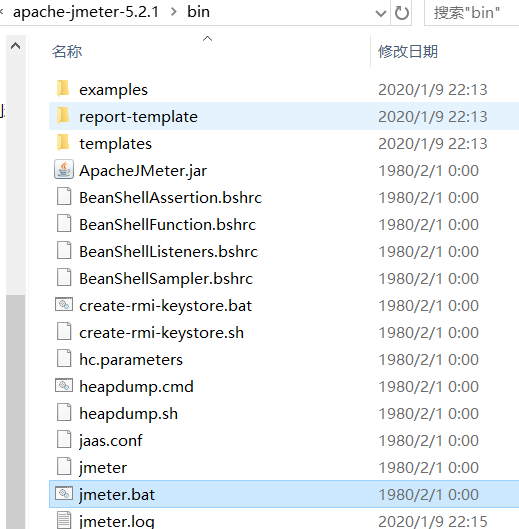 apache-jmeter-5.2.1 > bin 搜索"bin"
名称 修改日期
examples 2020/1/9 22:13
report-template 2020/1/9 22:13
templates 2020/1/9 22:13
ApacheJMeter.jar 1980/2/1 0:00
BeanShellAssertion.bshrc 1980/2/1 0:00
BeanShellFunction.bshrc 1980/2/1 0:00
BeanShellListeners.bshrc 1980/2/1 0:00
BeanShellSampler.bshrc 1980/2/1 0:00
create-rmi-keystore.bat 1980/2/1 0:00
create-rmi-keystore.sh 1980/2/1 0:00
hc.parameters 1980/2/1 0:00
heapdump.cmd 1980/2/1 0:00
heapdump.sh 1980/2/1 0:00
jaas.conf 1980/2/1 0:00
jmeter 1980/2/1 0:00
jmeter.bat 1980/2/1 0:00
jmeter.log 2020/1/9 22:15